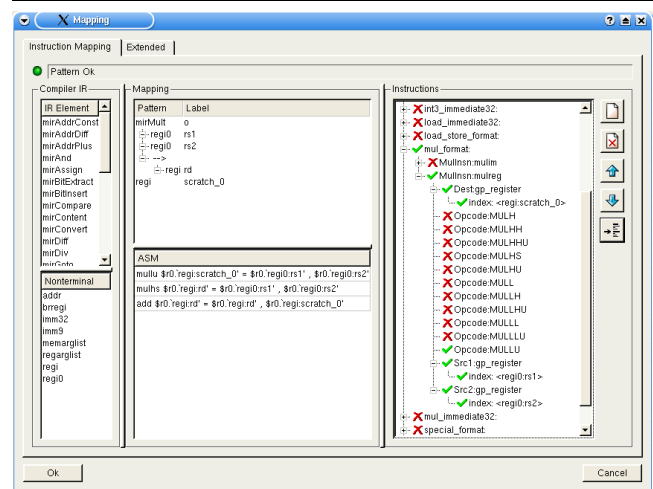 Mapping
Instruction Mapping
Extended
Pattern Ok
Compiler IR
IR Element
mirAddrConst
mirAddrDiff
mirAddrPlus
mirAnd
mirAssign
mirBitExtract
mirBitInsert
mirCompare
mirContent
mirConvert
mirDiff
mirDiv
mirGoto
Nonterminal
addr
brregi
imm32
imm9
memarglist
regarglist
regi
regi0
Mapping
Pattern Label
mirMult o
regi0 rs1
regi0 rs2
-->
regi rd
regi scratch_0
ASM
mullu $r0.`regi:scratch_0' = $r0.`regi0:rs1' , $r0.`regi0:rs2'
mulhs $r0.`regi:rd' = $r0.`regi0:rs1' , $r0.`regi0:rs2'
add $r0.`regi:rd' = $r0.`regi:rd' , $r0.`regi:scratch_0'
Instructions
int3_immediate32:
load_immediate:
load_store_format:
mul_format:
MulInsn:mulim
MulInsn:mulreg
Dest:gp_register
index: <regi:scratch_0>
Opcode:MULH
Opcode:MULHH
Opcode:MULHHU
Opcode:MULHS
Opcode:MULHU
Opcode:MULL
Opcode:MULLH
Opcode:MULLHU
Opcode:MULLL
Opcode:MULLLU
Opcode:MULLU
Src1:gp_register
index: <regi0:rs1>
Src2:gp_register
index: <regi0:rs2>
mul_immediate32:
special_format:
Ok
Cancel